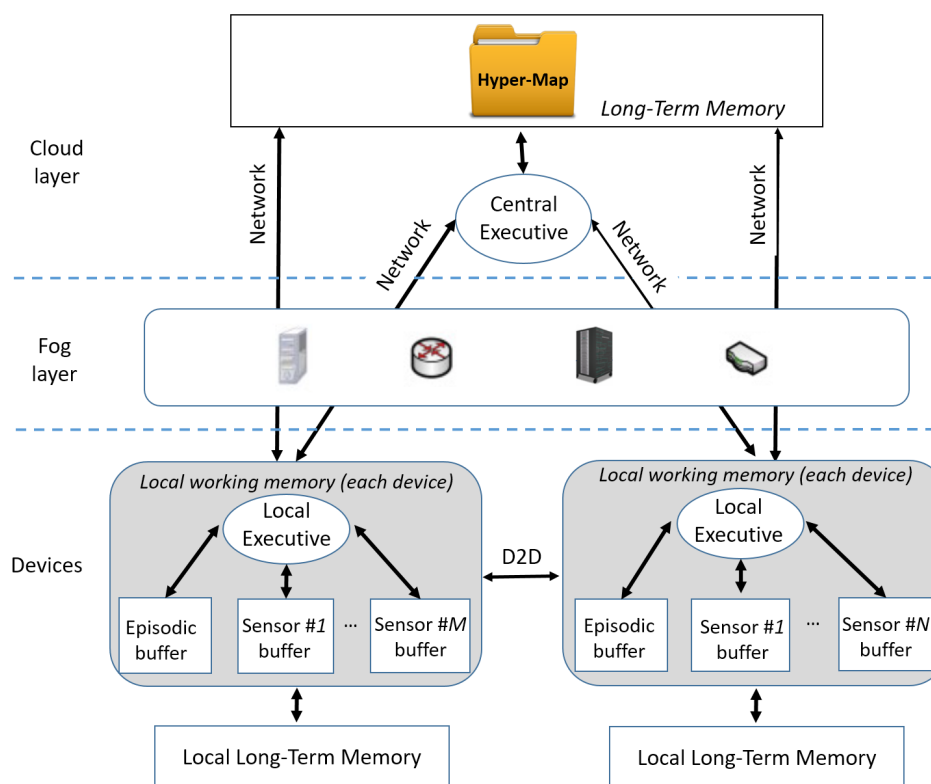 Hyper-Map
Long-Term Memory
Cloud
layer
Network
Network
Central
Executive
Network
Network
Fog
layer
Devices
Local working memory (each device)
Local
Executive
Episodic
buffer
Sensor #1
buffer
...
Sensor #M
buffer
D2D
Local working memory (each device)
Local
Executive
Episodic
buffer
Sensor #1
buffer
...
Sensor #N
buffer
Local Long-Term Memory
Local Long-Term Memory